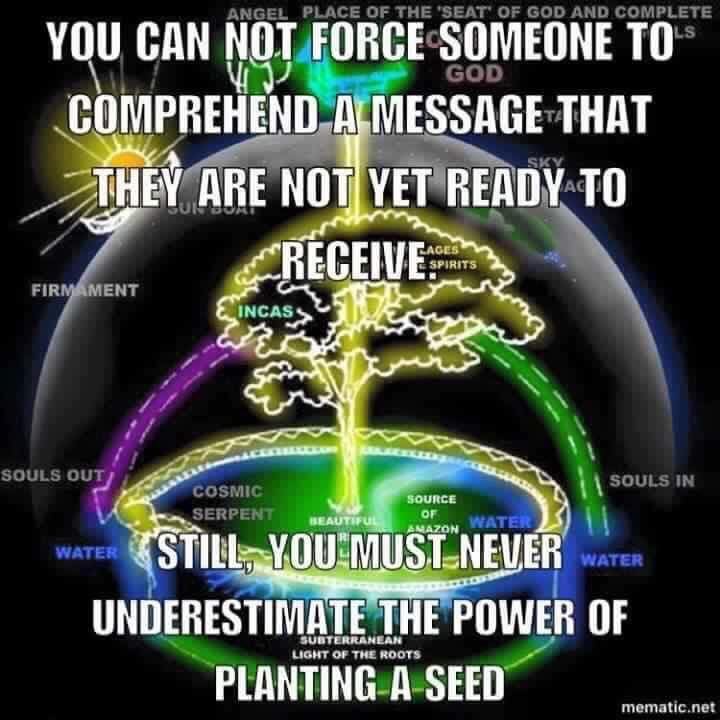 ANGEL PLACE OF THE 'SEAT' OF GOD AND COMPLETE
YOU CAN NOT FORCE SOMEONE TO
GOD
COMPREHEND A MESSAGE THAT
SKY
THEY ARE NOT YET READY TO
SUN BOAT
RECEIVE.
SPIRITS
FIRMAMENT
INCAS
SOULS OUT
SOULS IN
COSMIC
SERPENT
SOURCE
OF
AMAZON
BEAUTIFUL
WATER
WATER
STILL, YOU MUST NEVER
WATER
UNDERESTIMATE THE POWER OF
SUBTERRANEAN
LIGHT OF THE ROOTS
PLANTING A SEED
mematic.net